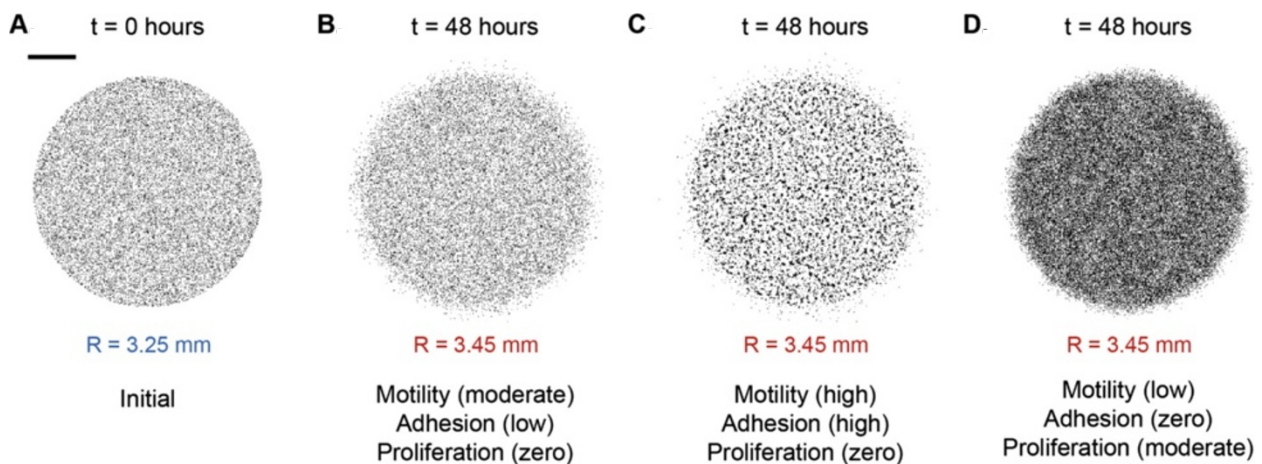 A t = 0 hours
B t = 48 hours
C t = 48 hours
D t = 48 hours
R = 3.25 mm
R = 3.45 mm
R = 3.45 mm
R = 3.45 mm
Initial
Motility (moderate)
Adhesion (low)
Proliferation (zero)
Motility (high)
Adhesion (high)
Proliferation (zero)
Motility (low)
Adhesion (zero)
Proliferation (moderate)